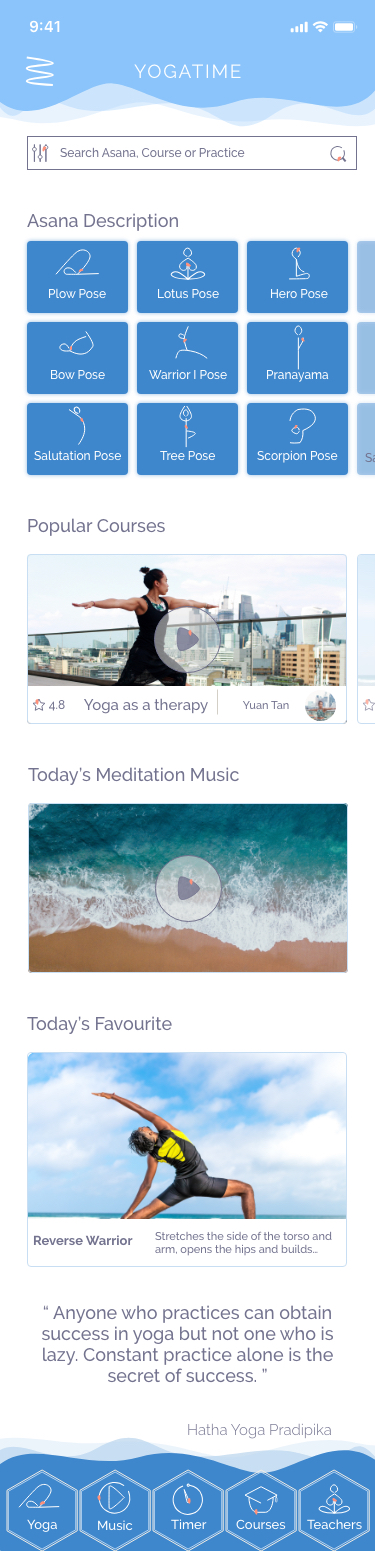 9:41
YOGATIME
Search Asana, Course or Practice
Asana Description
Plow Pose
Lotus Pose
Hero Pose
Bow Pose
Warrior I Pose
Pranayama
Salutation Pose
Tree Pose
Scorpion Pose
Popular Courses
4.8
Yoga as a therapy
Yuan Tan
Today's Meditation Music
Today's Favourite
Reverse Warrior
Stretches the side of the torso and
arm, opens the hips and builds...
“ Anyone who practices can obtain
success in yoga but not one who is
lazy. Constant practice alone is the
secret of success. ”
Hatha Yoga Pradipika
Yoga
Music
Timer
Courses
Teachers